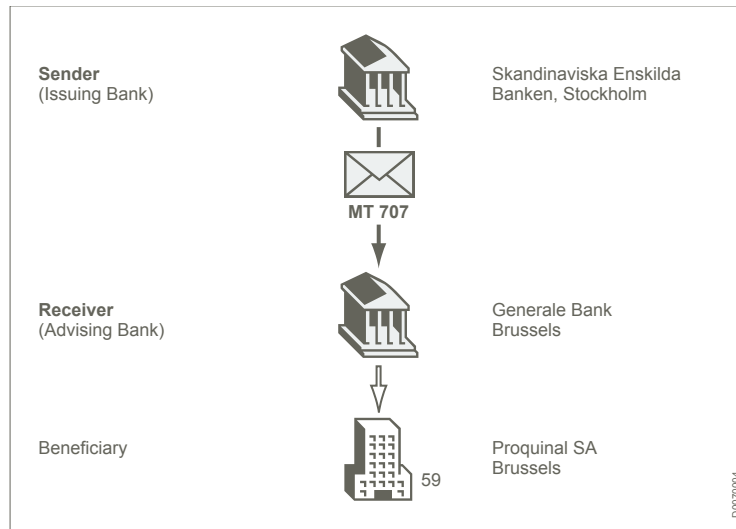 Sender
(Issuing Bank)
Skandinaviska Enskilda
Banken, Stockholm
MT 707
Receiver
(Advising Bank)
Generale Bank
Brussels
Beneficiary
59
Proquinal SA
Brussels